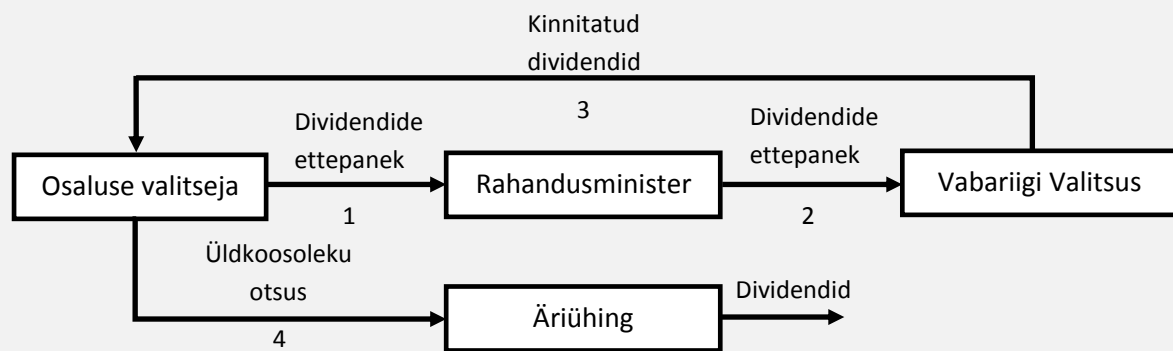 Kinnitatud
dividendid
3
Dividendide
ettepanek
Dividendide
ettepanek
Osaluse valitseja
Rahandusminister
Vabariigi Valitsus
1
2
Üldkoosoleku
otsus
4
Äriühing
Dividendid